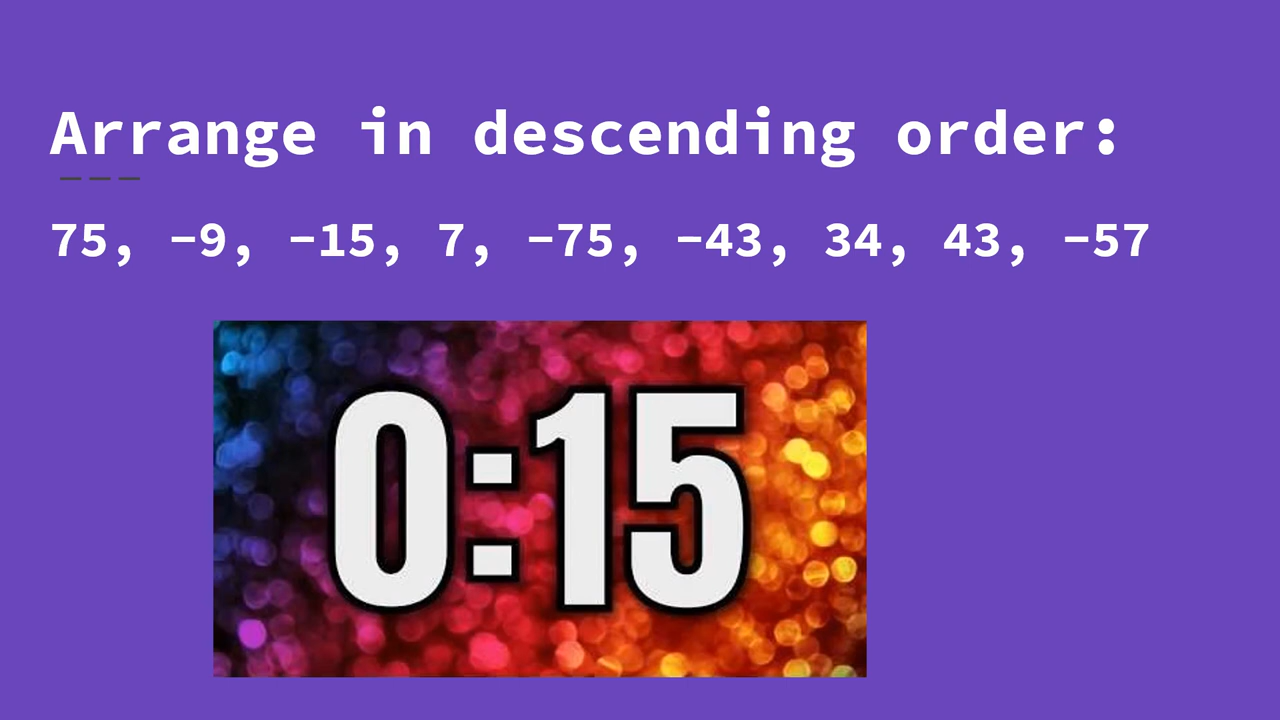 Arrange in descending order:
75, −9, −15, 7, −75, −43, 34, 43, −57
0:15